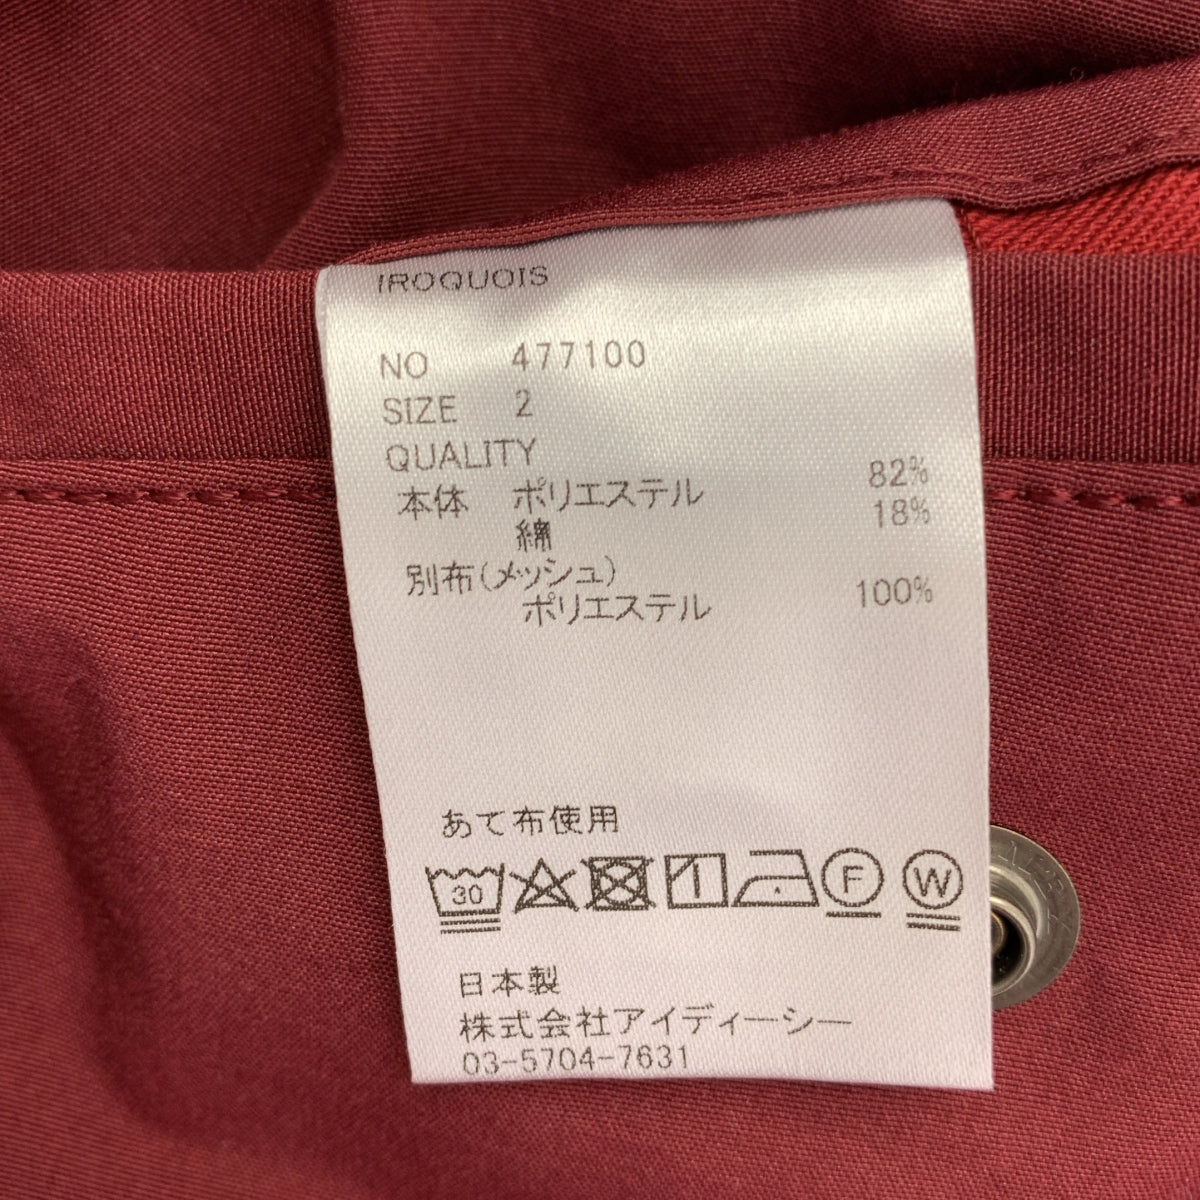 IROQUOIS
NO 477100
SIZE 2
QUALITY
本体 ポリエステル 82%
綿 18%
別布(メッシュ)
ポリエステル 100%
あて布使用
30 F W
日本製
株式会社アイディーシー
03-5704-7631